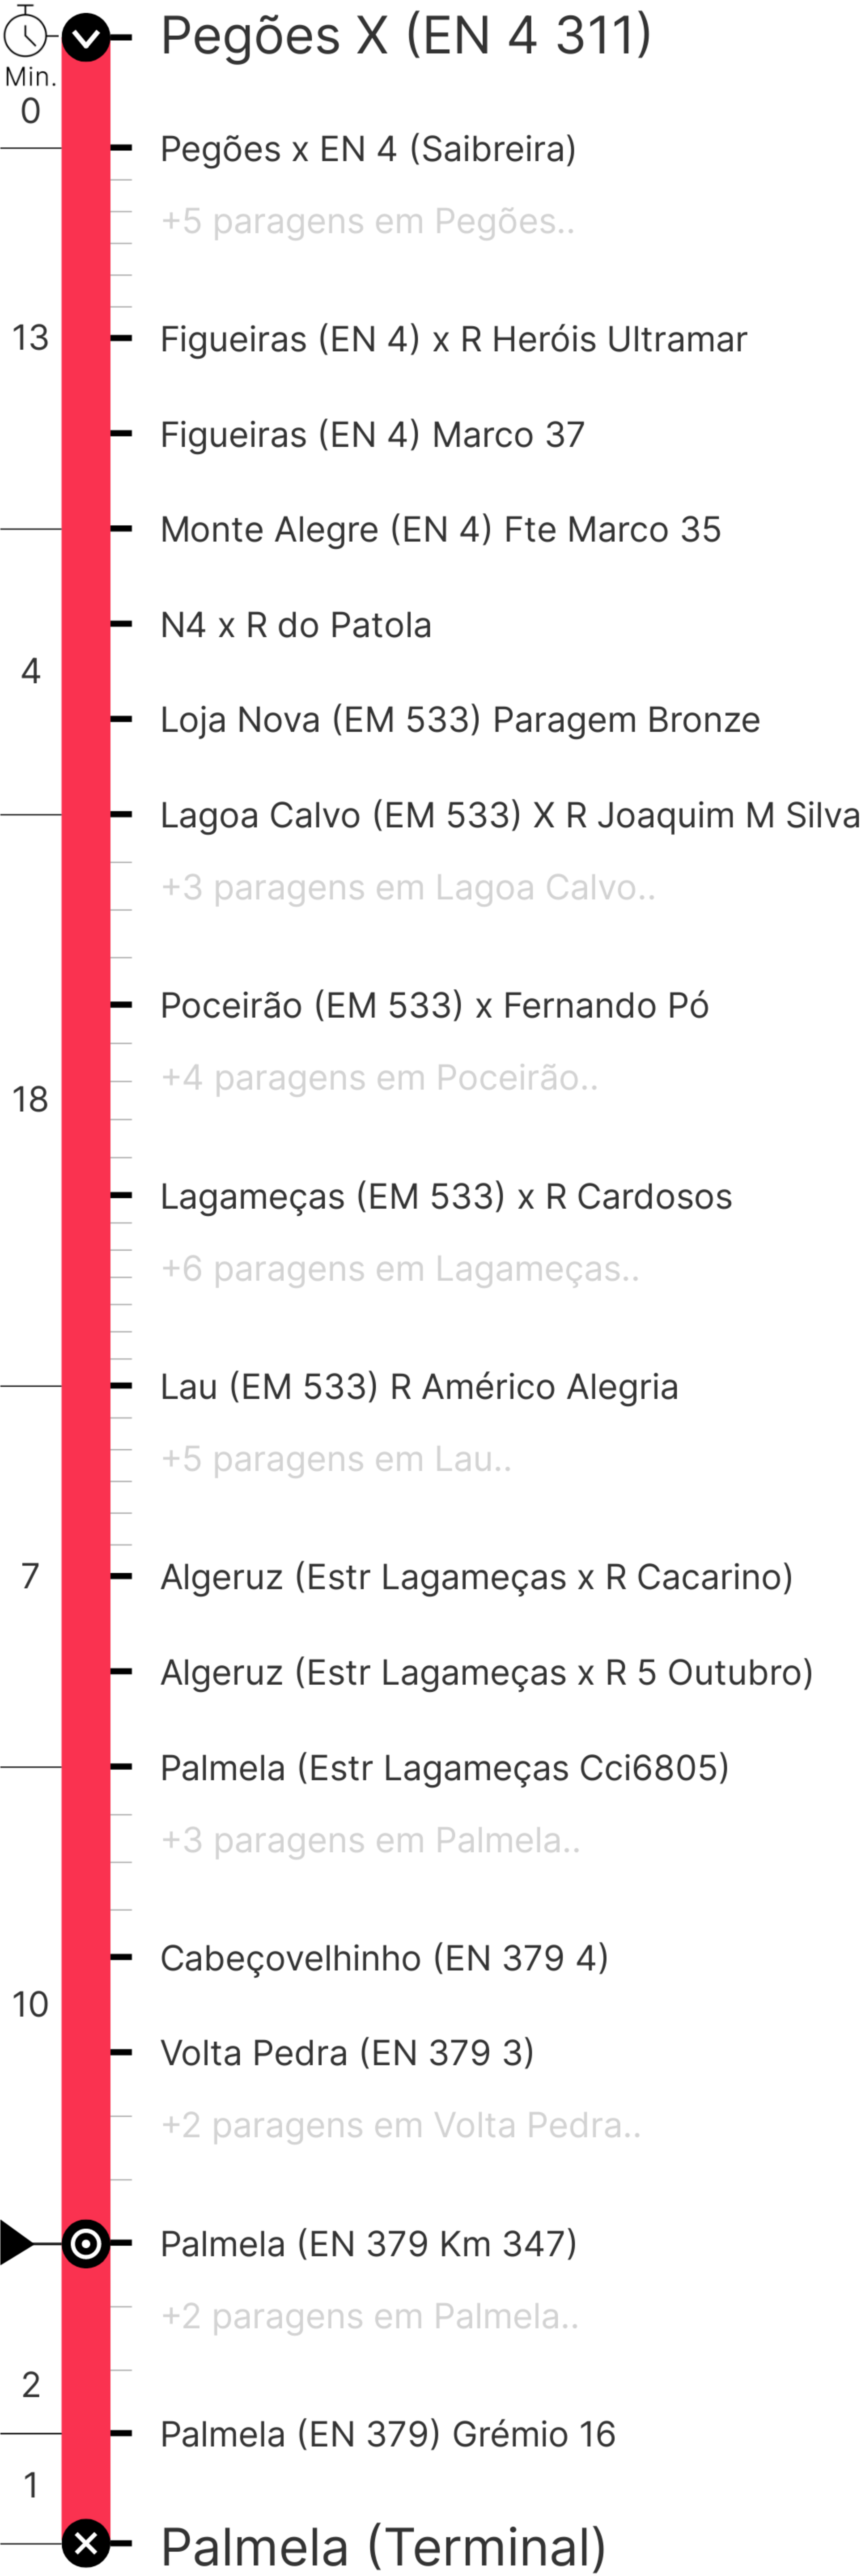 Pegões X (EN 4 311)
Min.
0
Pegões x EN 4 (Saibreira)
+5 paragens em Pegões..
13
Figueiras (EN 4) x R Heróis Ultramar
Figueiras (EN 4) Marco 37
Monte Alegre (EN 4) Fte Marco 35
N4 x R do Patola
4
Loja Nova (EM 533) Paragem Bronze
Lagoa Calvo (EM 533) X R Joaquim M Silva
+3 paragens em Lagoa Calvo..
Poceirão (EM 533) x Fernando Pó
+4 paragens em Poceirão..
18
Lagameças (EM 533) x R Cardosos
+6 paragens em Lagameças..
Lau (EM 533) R Américo Alegria
+5 paragens em Lau..
7
Algeruz (Estr Lagameças x R Cacarino)
Algeruz (Estr Lagameças x R 5 Outubro)
Palmela (Estr Lagameças Cci6805)
+3 paragens em Palmela..
Cabeçovelhinho (EN 379 4)
10
Volta Pedra (EN 379 3)
+2 paragens em Volta Pedra..
Palmela (EN 379 Km 347)
+2 paragens em Palmela..
2
Palmela (EN 379) Grémio 16
1
Palmela (Terminal)